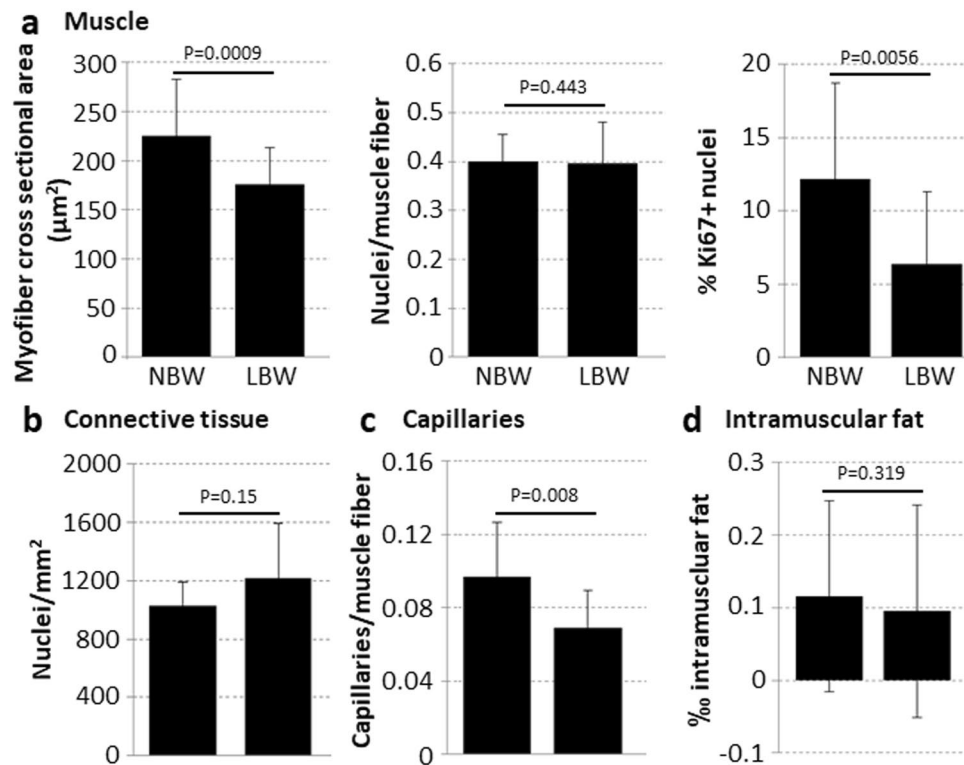 a Muscle
Myofiber cross sectional area
(µm²)
300
250
200
150
100
50
0
P=0.0009
NBW LBW
Nuclei/muscle fiber
0.6
0.5
0.4
0.3
0.2
0.1
0
P=0.443
NBW LBW
% Ki67+ nuclei
20
15
10
5
0
P=0.0056
NBW LBW
b Connective tissue
Nuclei/mm²
2000
1600
1200
800
400
0
P=0.15
c Capillaries
Capillaries/muscle fiber
0.16
0.12
0.08
0.04
0
P=0.008
d Intramuscular fat
‰ intramuscluar fat
0.3
0.2
0.1
0
-0.1
P=0.319